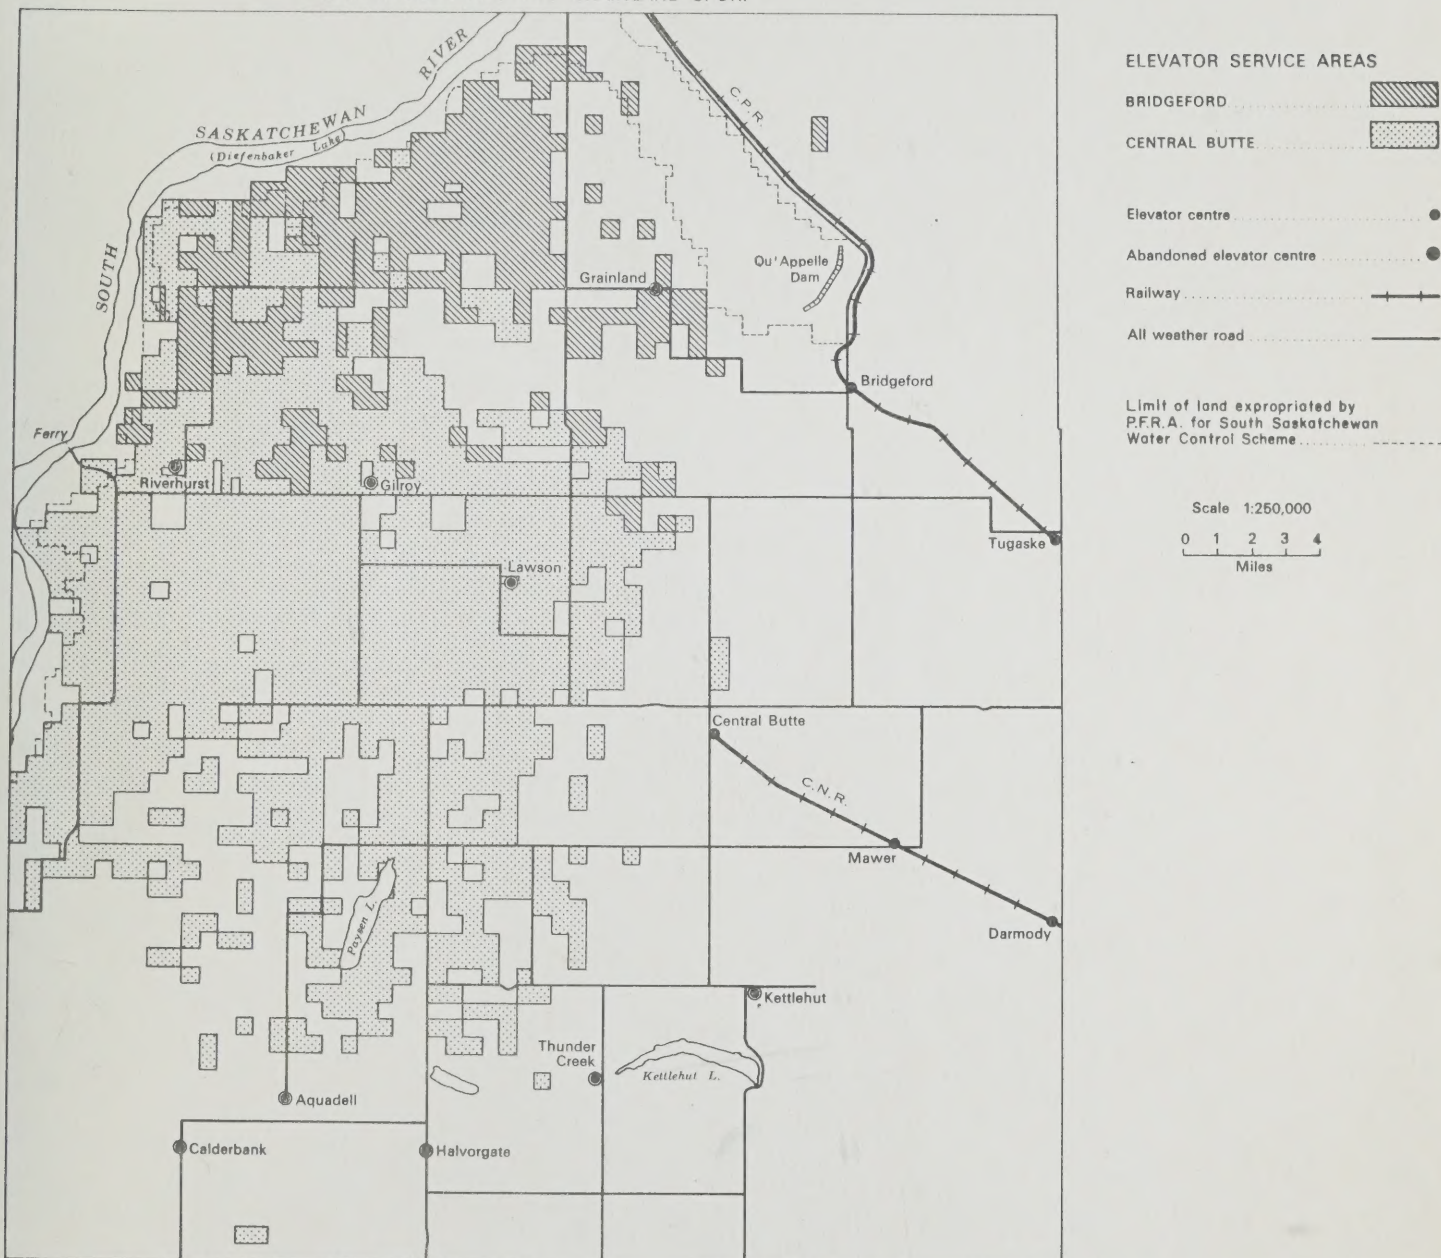 SOUTH
SASKATCHEWAN
RIVER
(Diefenbaker Lake)
C.P.R.
Qu'Appelle
Dam
Grainland
Bridgeford
Ferry
Riverhurst
Gilroy
Tugaske
Lawson
Central Butte
C.N.R.
Mawer
Darmody
Paysen L.
Kettlehut
Thunder
Creek
Kettlehut L.
Aquadell
Calderbank
Halvorgate
ELEVATOR SERVICE AREAS
BRIDGEFORD
CENTRAL BUTTE
Elevator centre
Abandoned elevator centre
Railway
All weather road
Limit of land expropriated by
P.F.R.A. for South Saskatchewan
Water Control Scheme
Scale 1:250,000
0 1 2 3 4
Miles